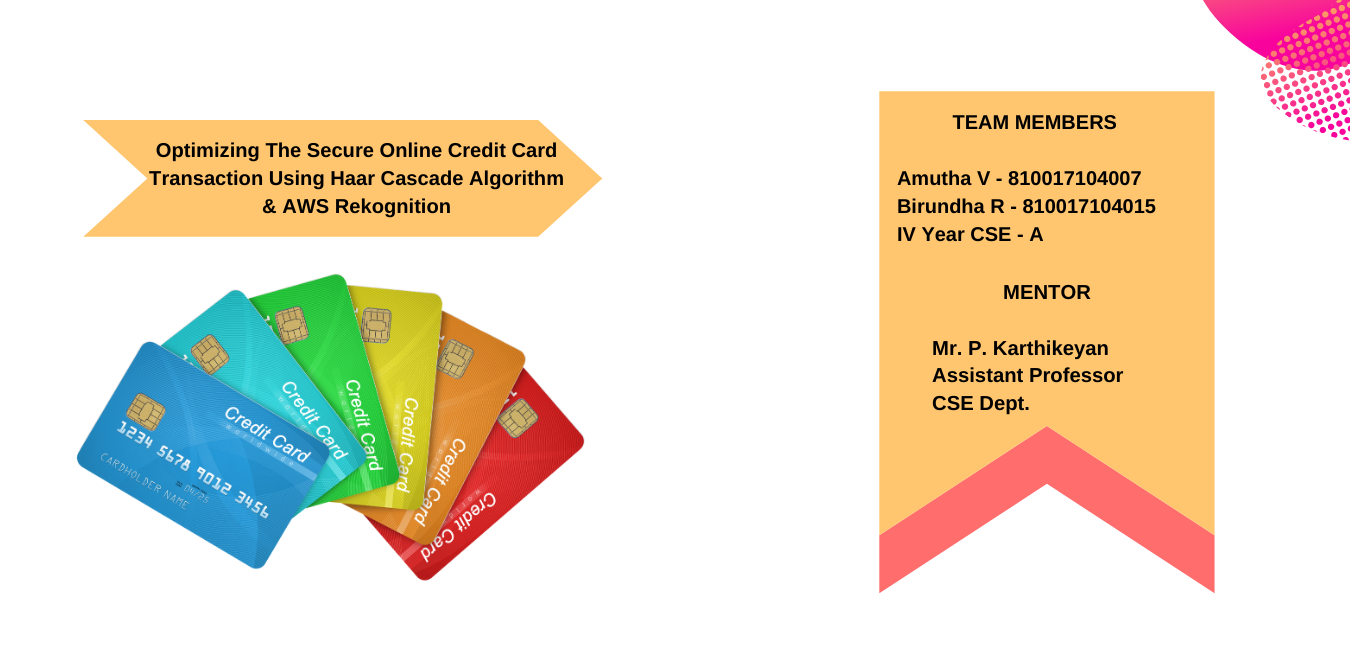 Optimizing The Secure Online Credit Card
Transaction Using Haar Cascade Algorithm
& AWS Rekognition
TEAM MEMBERS
Amutha V - 810017104007
Birundha R - 810017104015
IV Year CSE - A
MENTOR
Mr. P. Karthikeyan
Assistant Professor
CSE Dept.
Credit Card
worldwide
1234 5678 9012 3456
04/25
CARDHOLDER NAME
Credit Card
Credit Card
Credit Card
Credit Card
Credit Card